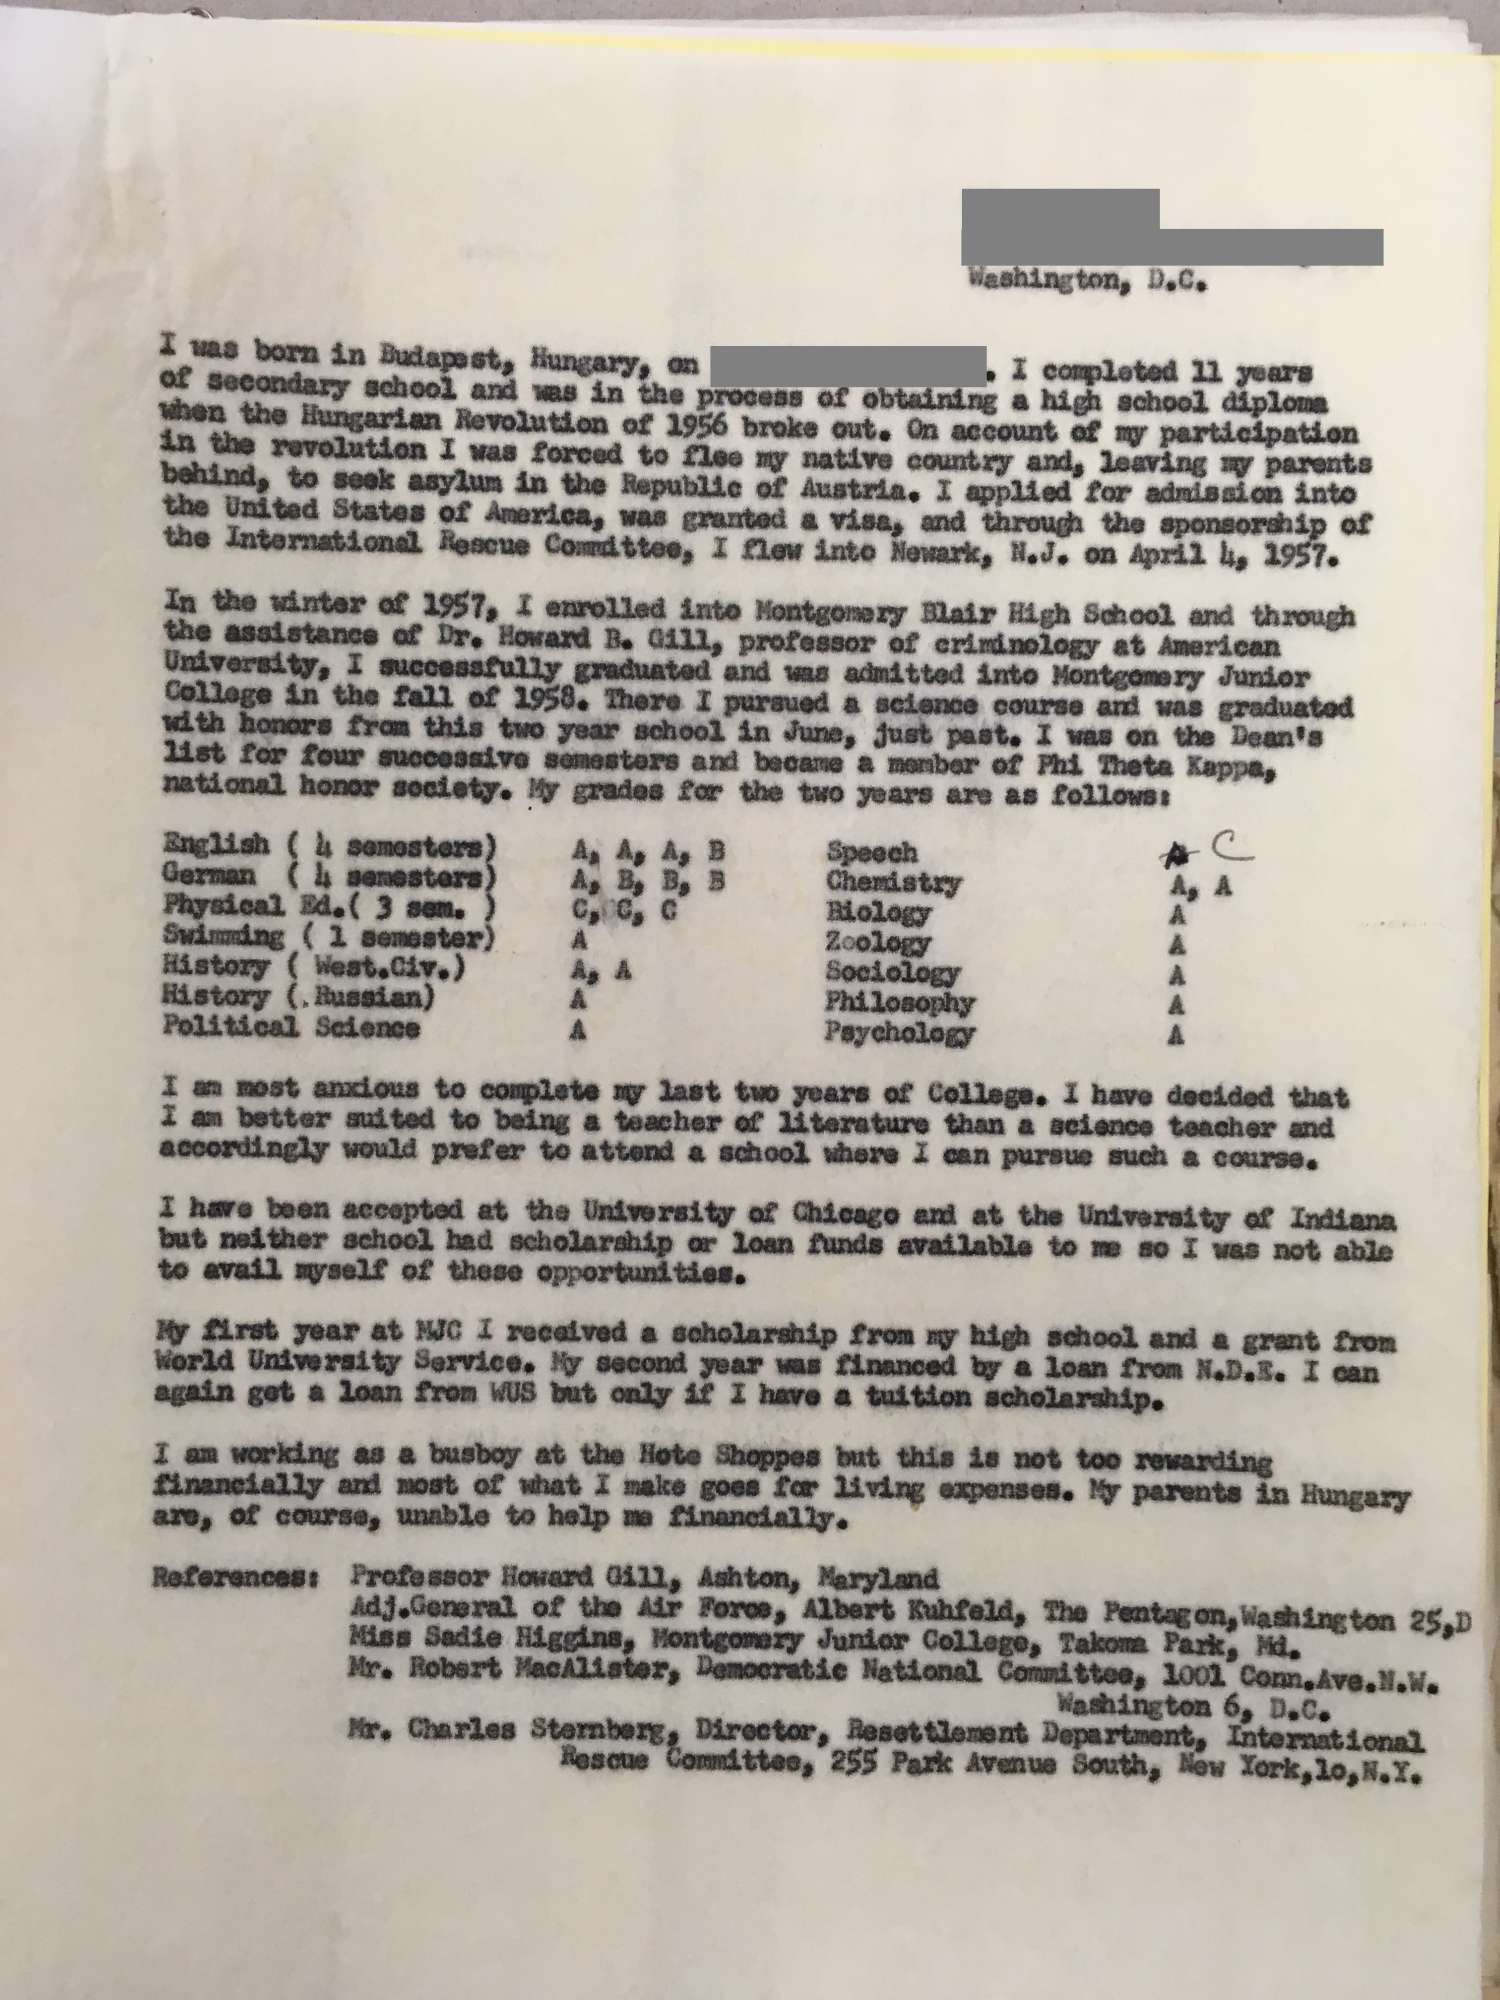 Washington, D.C.
I was born in Budapest, Hungary, on . I completed 11 years
of secondary school and was in the process of obtaining a high school diploma
when the Hungarian Revolution of 1956 broke out. On account of my participation
in the revolution I was forced to flee my native country and, leaving my parents
behind, to seek asylum in the Republic of Austria. I applied for admission into
the United States of America, was granted a visa, and through the sponsorship of
the International Rescue Committee, I flew into Newark, N.J. on April 4, 1957.
In the winter of 1957, I enrolled into Montgomery Blair High School and through
the assistance of Dr. Howard B. Gill, professor of criminology at American
University, I successfully graduated and was admitted into Montgomery Junior
College in the fall of 1958. There I pursued a science course and was graduated
with honors from this two year school in June, just past. I was on the Dean's
list for four successive semesters and became a member of Phi Theta Kappa,
national honor society. My grades for the two years are as follows:
English ( 4 semesters) A, A, A, B Speech A C
German ( 4 semesters) A, B, B, B Chemistry A, A
Physical Ed.( 3 sem. ) C, C, C Biology A
Swimming ( 1 semester) A Zoology A
History ( West.Civ.) A, A Sociology A
History (.Russian) A Philosophy A
Political Science A Psychology A
I am most anxious to complete my last two years of College. I have decided that
I am better suited to being a teacher of literature than a science teacher and
accordingly would prefer to attend a school where I can pursue such a course.
I have been accepted at the University of Chicago and at the University of Indiana
but neither school had scholarship or loan funds available to me so I was not able
to avail myself of these opportunities.
My first year at MJC I received a scholarship from my high school and a grant from
World University Service. My second year was financed by a loan from N.D.E. I can
again get a loan from WUS but only if I have a tuition scholarship.
I am working as a busboy at the Hote Shoppes but this is not too rewarding
financially and most of what I make goes for living expenses. My parents in Hungary
are, of course, unable to help me financially.
References: Professor Howard Gill, Ashton, Maryland
Adj.General of the Air Force, Albert Kuhfeld, The Pentagon,Washington 25,D
Miss Sadie Higgins, Montgomery Junior College, Takoma Park, Md.
Mr. Robert MacAlister, Democratic National Committee, 1001 Conn.Ave.N.W.
Washington 6, D.C.
Mr. Charles Sternberg, Director, Resettlement Department, International
Rescue Committee, 255 Park Avenue South, New York,lo,N.Y.